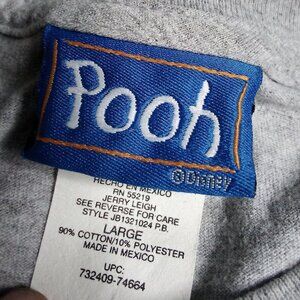 Pooh
©Disney
HECHO EN MEXICO
RN 55219
JERRY LEIGH
SEE REVERSE FOR CARE
STYLE JB1321024 P.B.
LARGE
90% COTTON/10% POLYESTER
MADE IN MEXICO
UPC:
732409-74664